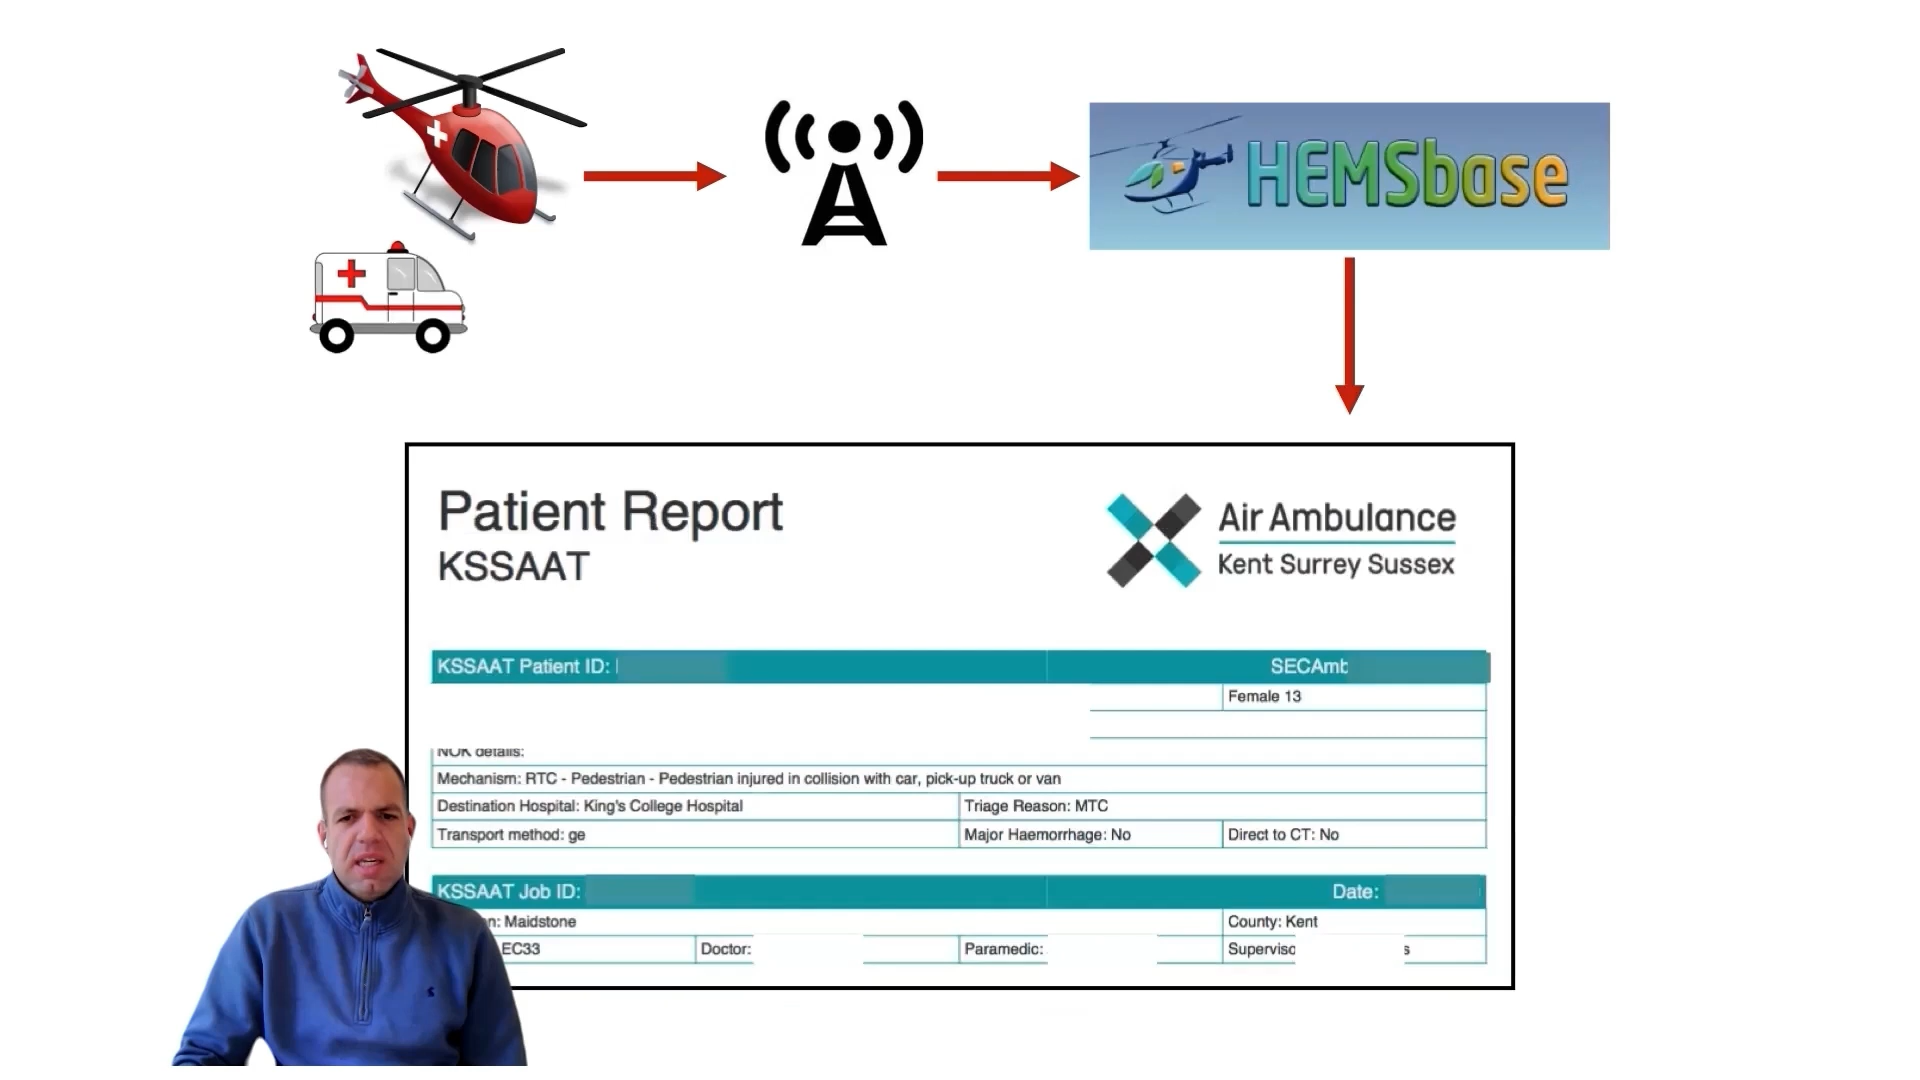 HEMSbase
Patient Report
KSSAAT
Air Ambulance
Kent Surrey Sussex
KSSAAT Patient ID:
SECAmb
Female 13
NOK details:
Mechanism: RTC - Pedestrian - Pedestrian injured in collision with car, pick-up truck or van
Destination Hospital: King's College Hospital
Triage Reason: MTC
Transport method: ge
Major Haemorrhage: No
Direct to CT: No
KSSAAT Job ID:
Date:
n: Maidstone
County: Kent
EC33
Doctor:
Paramedic:
Superviso
s